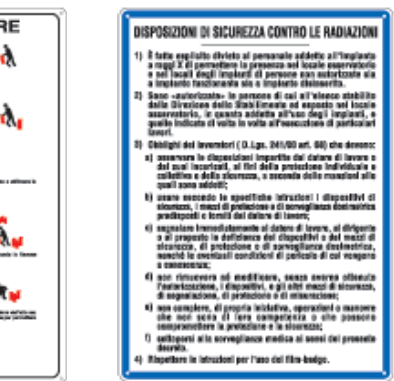 RE
DISPOSIZIONI DI SICUREZZA CONTRO LE RADIAZIONI
1) È fatto esplicito divieto al personale addetto all'impianto
a raggi X di permettere la presenza nel locale osservatorio
e nei locali degli impianti di persone non autorizzate sia
a impianto funzionante sia a impianto disinserito.
2) Sono «autorizzate» le persone di cui all'elenco stabilito
dalla Direzione dello Stabilimento ed esposto nel locale
osservatorio, in quanto addette all'uso degli impianti, e
quelle indicate di volta in volta all'esecuzione di particolari
lavori.
3) Obblighi dei lavoratori (D.Lgs. 241/00 art. 68) che devono:
a) osservare le disposizioni impartite dal datore di lavoro o
dai suoi incaricati, ai fini della protezione individuale e
collettiva e della sicurezza, a seconda delle mansioni alle
quali sono addetti;
b) usare secondo le specifiche istruzioni i dispositivi di
sicurezza, i mezzi di protezione e di sorveglianza dosimetrica
predisposti o forniti dal datore di lavoro;
c) segnalare immediatamente al datore di lavoro, al dirigente
o al preposto le deficienze dei dispositivi e dei mezzi di
sicurezza, di protezione e di sorveglianza dosimetrica,
nonché le eventuali condizioni di pericolo di cui vengono
a conoscenza;
d) non rimuovere né modificare, senza averne ottenuto
l'autorizzazione, i dispositivi, e gli altri mezzi di sicurezza,
di segnalazione, di protezione o di misurazione;
e) non compiere, di propria iniziativa, operazioni o manovre
che non sono di loro competenza o che possono
compromettere la protezione e la sicurezza;
f) sottoporsi alla sorveglianza medica ai sensi del presente
decreto.
4) Rispettare le istruzioni per l'uso del film-badge.